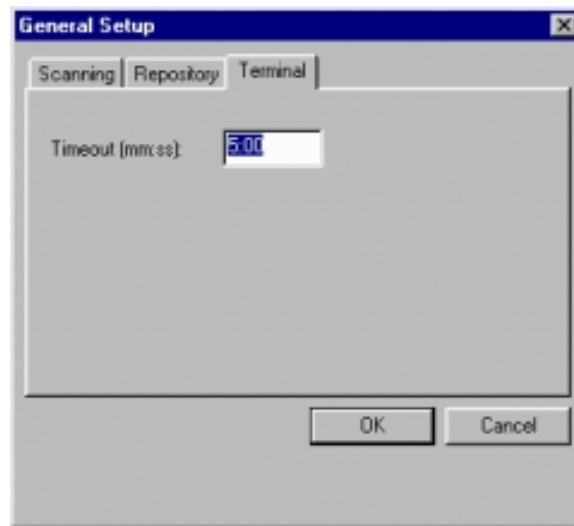 General Setup
Scanning Repository Terminal
Timeout (mm:ss): 5:00
OK Cancel